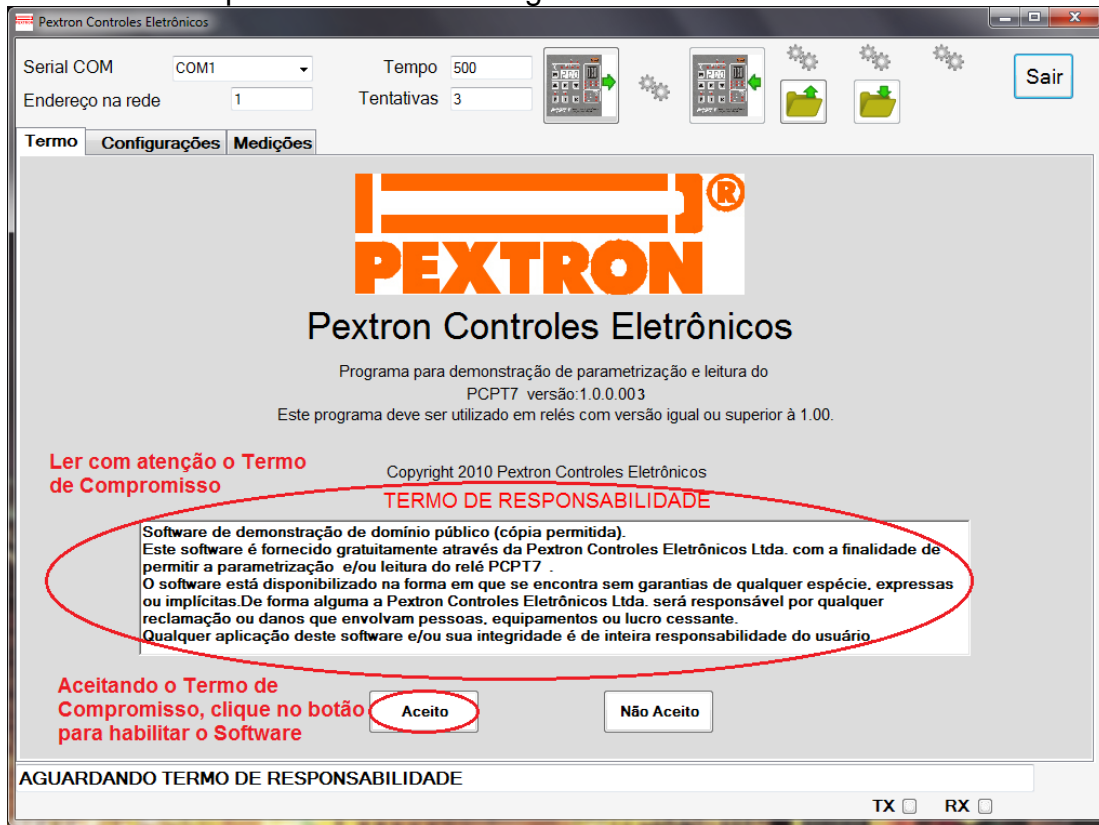 Pextron Controles Eletrônicos
Serial COM COM1 Tempo 500 Sair
Endereço na rede 1 Tentativas 3
Termo Configurações Medições
PEXTRON®
Pextron Controles Eletrônicos
Programa para demonstração de parametrização e leitura do
PCPT7 versão:1.0.0.003
Este programa deve ser utilizado em relés com versão igual ou superior à 1.00.
Ler com atenção o Termo
de Compromisso
Copyright 2010 Pextron Controles Eletrônicos
TERMO DE RESPONSABILIDADE
Software de demonstração de domínio público (cópia permitida).
Este software é fornecido gratuitamente através da Pextron Controles Eletrônicos Ltda. com a finalidade de
permitir a parametrização e/ou leitura do relé PCPT7 .
O software está disponibilizado na forma em que se encontra sem garantias de qualquer espécie, expressas
ou implícitas.De forma alguma a Pextron Controles Eletrônicos Ltda. será responsável por qualquer
reclamação ou danos que envolvam pessoas, equipamentos ou lucro cessante.
Qualquer aplicação deste software e/ou sua integridade é de inteira responsabilidade do usuário
Aceitando o Termo de
Compromisso, clique no botão
para habilitar o Software
Aceito Não Aceito
AGUARDANDO TERMO DE RESPONSABILIDADE
TX RX